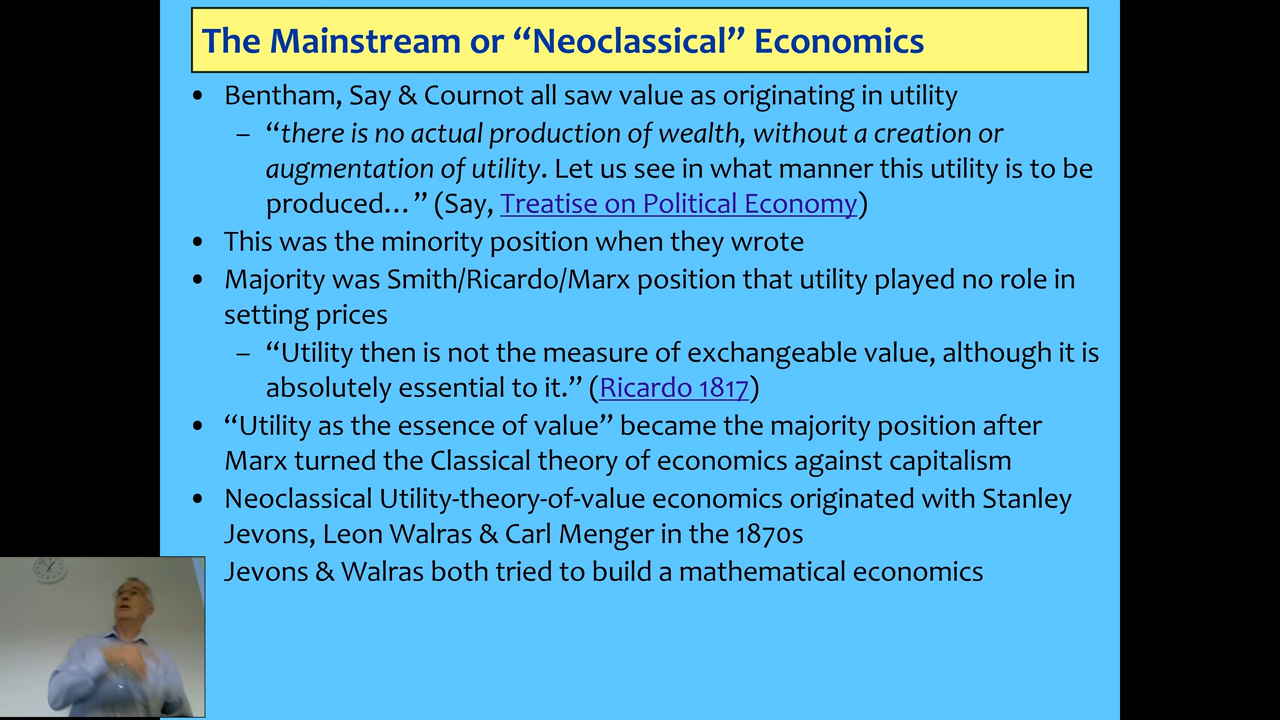 The Mainstream or “Neoclassical” Economics
• Bentham, Say & Cournot all saw value as originating in utility
– “there is no actual production of wealth, without a creation or
augmentation of utility. Let us see in what manner this utility is to be
produced…” (Say, Treatise on Political Economy)
• This was the minority position when they wrote
• Majority was Smith/Ricardo/Marx position that utility played no role in
setting prices
– “Utility then is not the measure of exchangeable value, although it is
absolutely essential to it.” (Ricardo 1817)
• “Utility as the essence of value” became the majority position after
Marx turned the Classical theory of economics against capitalism
• Neoclassical Utility-theory-of-value economics originated with Stanley
Jevons, Leon Walras & Carl Menger in the 1870s
Jevons & Walras both tried to build a mathematical economics